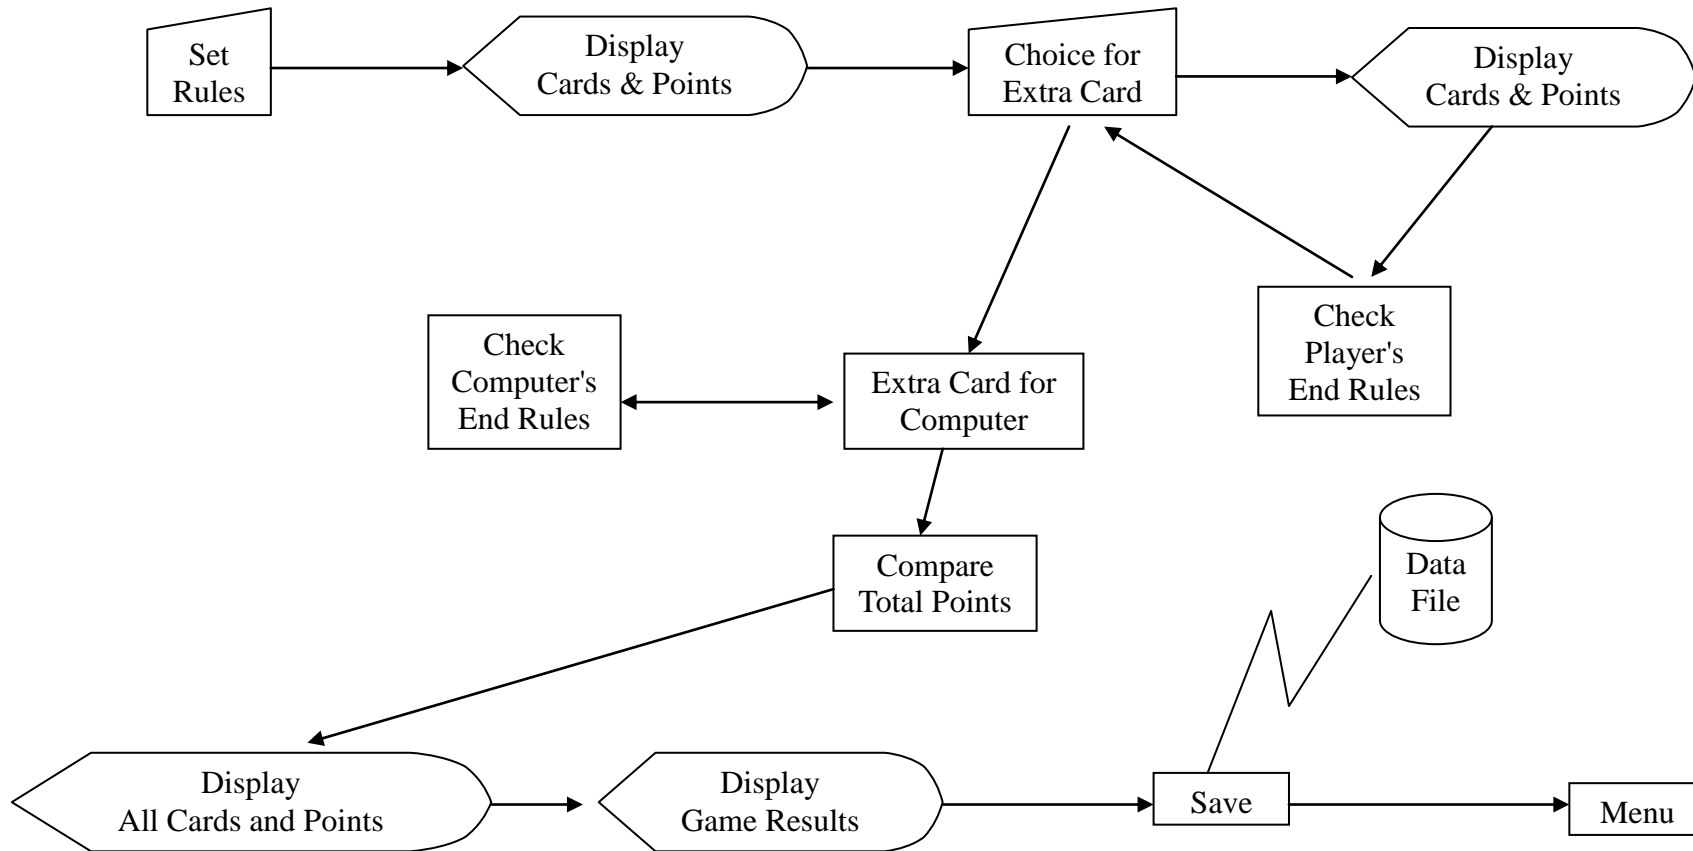 Set
Rules
Display
Cards & Points
Choice for
Extra Card
Display
Cards & Points
Check
Player's
End Rules
Check
Computer's
End Rules
Extra Card for
Computer
Compare
Total Points
Data
File
Display
All Cards and Points
Display
Game Results
Save
Menu